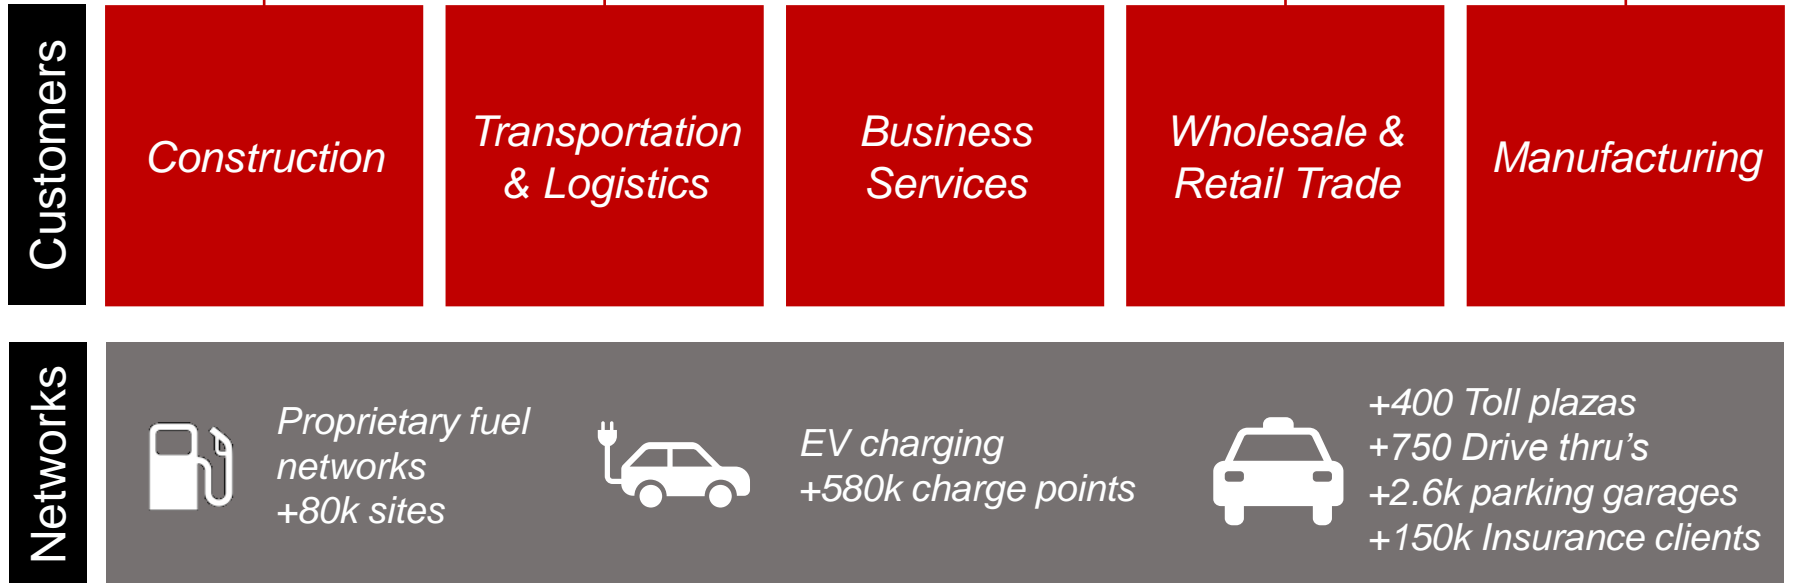 Customers
Construction
Transportation
& Logistics
Business
Services
Wholesale &
Retail Trade
Manufacturing
Networks
Proprietary fuel
networks
+80k sites
EV charging
+580k charge points
+400 Toll plazas
+750 Drive thru's
+2.6k parking garages
+150k Insurance clients